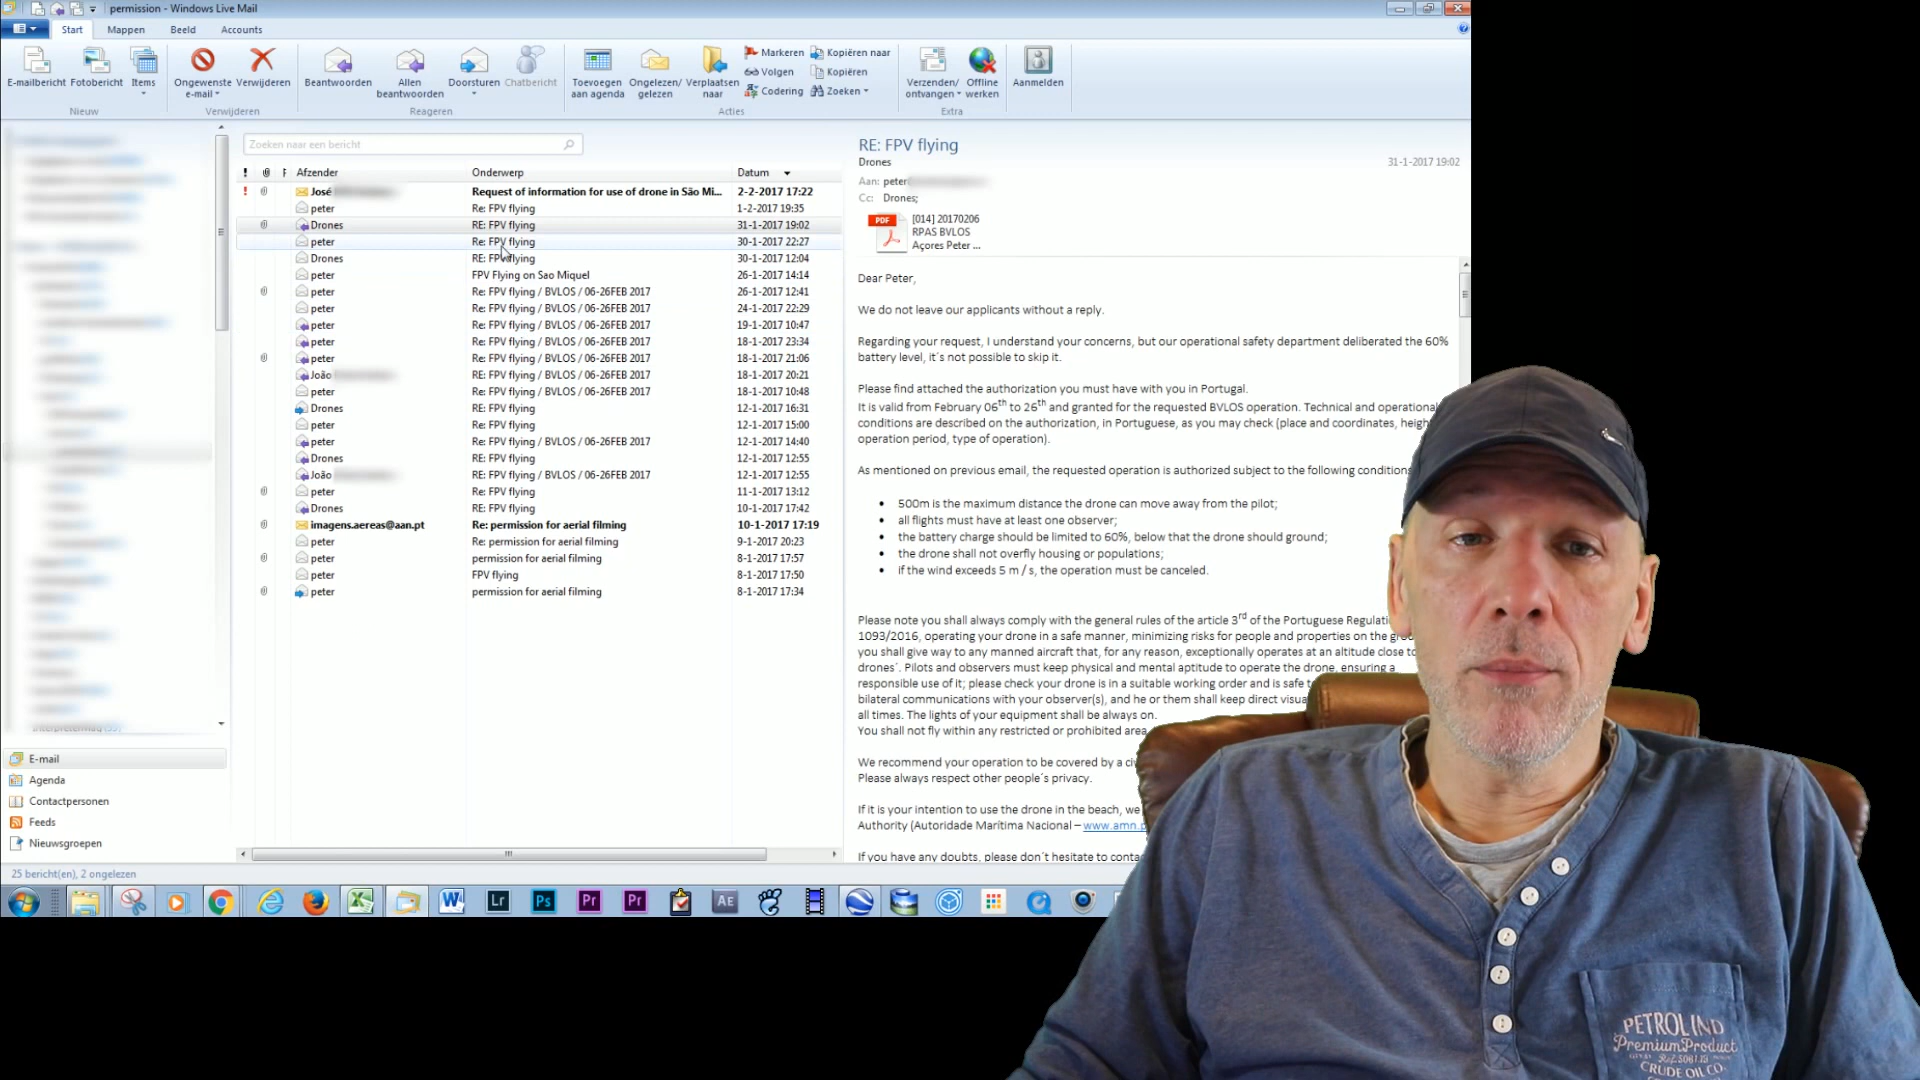 permission - Windows Live Mail
Start Mappen Beeld Accounts
E-mailbericht Fotobericht Items
Nieuw
Ongewenste e-mail Verwijderen
Verwijderen
Beantwoorden Allen beantwoorden Doorsturen Chatbericht
Reageren
Toevoegen aan agenda Ongelezen/ gelezen Verplaatsen naar
Markeren Kopiëren naar
Volgen Kopiëren
Codering Zoeken
Acties
Verzenden/ ontvangen Offline werken
Extra
Aanmelden
Zoeken naar een bericht
! Afzender Onderwerp Datum
! José Request of information for use of drone in São Mi... 2-2-2017 17:22
peter Re: FPV flying 1-2-2017 19:35
Drones RE: FPV flying 31-1-2017 19:02
peter Re: FPV flying 30-1-2017 22:27
Drones RE: FPV flying 30-1-2017 12:04
peter FPV Flying on Sao Miquel 26-1-2017 14:14
peter Re: FPV flying / BVLOS / 06-26FEB 2017 26-1-2017 12:41
peter Re: FPV flying / BVLOS / 06-26FEB 2017 24-1-2017 22:29
peter Re: FPV flying / BVLOS / 06-26FEB 2017 19-1-2017 10:47
peter Re: FPV flying / BVLOS / 06-26FEB 2017 18-1-2017 23:34
peter Re: FPV flying / BVLOS / 06-26FEB 2017 18-1-2017 21:06
João RE: FPV flying / BVLOS / 06-26FEB 2017 18-1-2017 20:21
peter Re: FPV flying / BVLOS / 06-26FEB 2017 18-1-2017 10:48
Drones RE: FPV flying 12-1-2017 16:31
peter Re: FPV flying 12-1-2017 15:00
peter Re: FPV flying / BVLOS / 06-26FEB 2017 12-1-2017 14:40
Drones RE: FPV flying 12-1-2017 12:55
João RE: FPV flying / BVLOS / 06-26FEB 2017 12-1-2017 12:55
peter Re: FPV flying 11-1-2017 13:12
Drones RE: FPV flying 10-1-2017 17:42
imagens.aereas@aan.pt Re: permission for aerial filming 10-1-2017 17:19
peter Re: permission for aerial filming 9-1-2017 20:23
peter permission for aerial filming 8-1-2017 17:57
peter FPV flying 8-1-2017 17:50
peter permission for aerial filming 8-1-2017 17:34
E-mail
Agenda
Contactpersonen
Feeds
Nieuwsgroepen
25 bericht(en), 2 ongelezen
RE: FPV flying
Drones 31-1-2017 19:02
Aan: peter
Cc: Drones;
PDF
[014] 20170206
RPAS BVLOS
Açores Peter ...
Dear Peter,
We do not leave our applicants without a reply.
Regarding your request, I understand your concerns, but our operational safety department deliberated the 60%
battery level, it´s not possible to skip it.
Please find attached the authorization you must have with you in Portugal.
It is valid from February 06th to 26th and granted for the requested BVLOS operation. Technical and operational
conditions are described on the authorization, in Portuguese, as you may check (place and coordinates, heigh
operation period, type of operation).
As mentioned on previous email, the requested operation is authorized subject to the following conditions
• 500m is the maximum distance the drone can move away from the pilot;
• all flights must have at least one observer;
• the battery charge should be limited to 60%, below that the drone should ground;
• the drone shall not overfly housing or populations;
• if the wind exceeds 5 m / s, the operation must be canceled.
Please note you shall always comply with the general rules of the article 3rd of the Portuguese Regulati
1093/2016, operating your drone in a safe manner, minimizing risks for people and properties on the gro
you shall give way to any manned aircraft that, for any reason, exceptionally operates at an altitude close to
drones´. Pilots and observers must keep physical and mental aptitude to operate the drone, ensuring a
responsible use of it; please check your drone is in a suitable working order and is safe t
bilateral communications with your observer(s), and he or them shall keep direct visua
all times. The lights of your equipment shall be always on.
You shall not fly within any restricted or prohibited area
We recommend your operation to be covered by a ci
Please always respect other people´s privacy.
If it is your intention to use the drone in the beach, we
Authority (Autoridade Marítima Nacional – www.amn.p
If you have any doubts, please don´t hesitate to conta
Lr Ps Pr Pr AE
PETROL IND
Premium Product
CRUDE OIL CO.